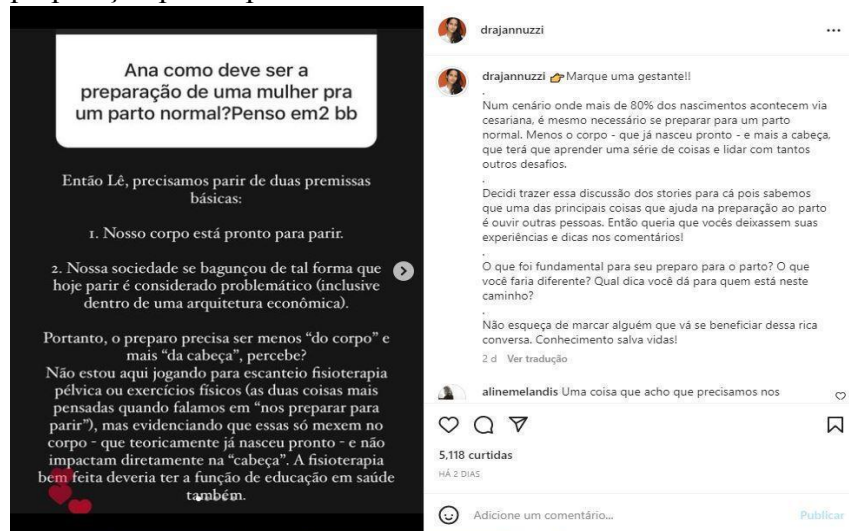 Ana como deve ser a
preparação de uma mulher pra
um parto normal?Penso em2 bb
Então Lê, precisamos parir de duas premissas
básicas:
1. Nosso corpo está pronto para parir.
2. Nossa sociedade se bagunçou de tal forma que
hoje parir é considerado problemático (inclusive
dentro de uma arquitetura econômica).
Portanto, o preparo precisa ser menos “do corpo” e
mais “da cabeça”, percebe?
Não estou aqui jogando para escanteio fisioterapia
pélvica ou exercícios físicos (as duas coisas mais
pensadas quando falamos em “nos preparar para
parir”), mas evidenciando que essas só mexem no
corpo - que teoricamente já nasceu pronto - e não
impactam diretamente na “cabeça”. A fisioterapia
bem feita deveria ter a função de educação em saúde
também.
drajannuzzi
drajannuzzi 👉Marque uma gestante!!
.
Num cenário onde mais de 80% dos nascimentos acontecem via
cesariana, é mesmo necessário se preparar para um parto
normal. Menos o corpo - que já nasceu pronto - e mais a cabeça,
que terá que aprender uma série de coisas e lidar com tantos
outros desafios.
.
Decidi trazer essa discussão dos stories para cá pois sabemos
que uma das principais coisas que ajuda na preparação ao parto
é ouvir outras pessoas. Então queria que vocês deixassem suas
experiências e dicas nos comentários!
.
O que foi fundamental para seu preparo para o parto? O que
você faria diferente? Qual dica você dá para quem está neste
caminho?
.
Não esqueça de marcar alguém que vá se beneficiar dessa rica
conversa. Conhecimento salva vidas!
2 d Ver tradução
alinemelandis Uma coisa que acho que precisamos nos
5.118 curtidas
HÁ 2 DIAS
Adicione um comentário...
Publicar